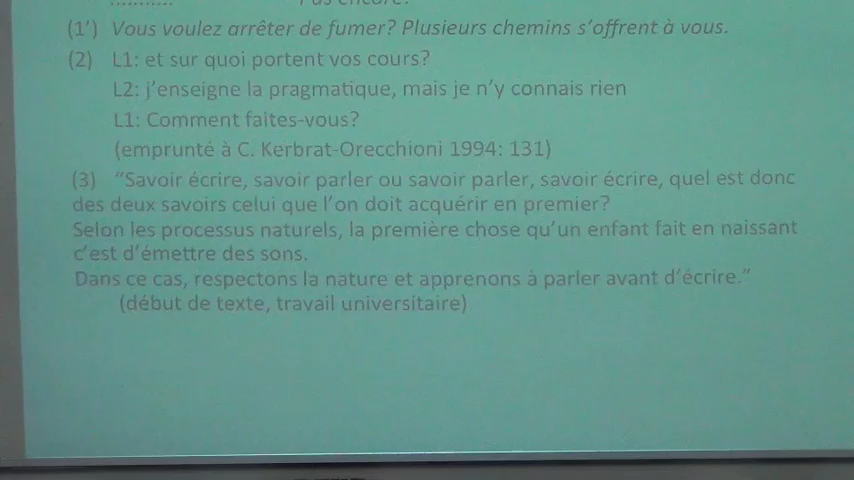 Pas encore!
(1') Vous voulez arrêter de fumer? Plusieurs chemins s'offrent à vous.
(2) L1: et sur quoi portent vos cours?
L2: j'enseigne la pragmatique, mais je n'y connais rien
L1: Comment faites-vous?
(emprunté à C. Kerbrat-Orecchioni 1994: 131)
(3) “Savoir écrire, savoir parler ou savoir parler, savoir écrire, quel est donc
des deux savoirs celui que l'on doit acquérir en premier?
Selon les processus naturels, la première chose qu'un enfant fait en naissant
c'est d'émettre des sons.
Dans ce cas, respectons la nature et apprenons à parler avant d'écrire.”
(début de texte, travail universitaire)